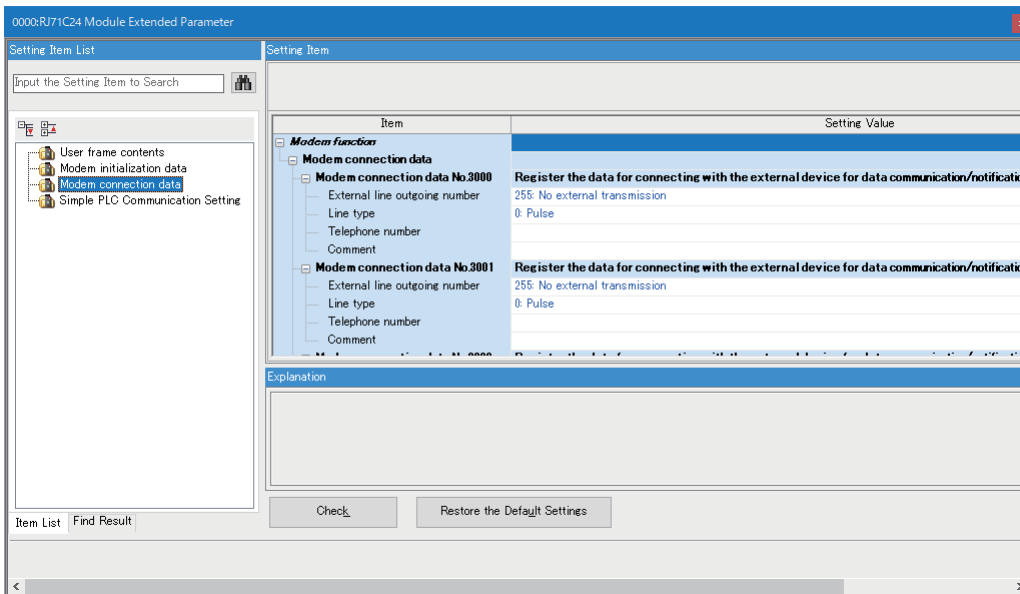 0000:RJ71C24 Module Extended Parameter
Setting Item List
Input the Setting Item to Search
User frame contents
Modem initialization data
Modem connection data
Simple PLC Communication Setting
Item List
Find Result
Setting Item
Item Setting Value
Modem function
Modem connection data
Modem connection data No.3000 Register the data for connecting with the external device for data communication/notificatio
External line outgoing number 255: No external transmission
Line type 0: Pulse
Telephone number
Comment
Modem connection data No.3001 Register the data for connecting with the external device for data communication/notificatio
External line outgoing number 255: No external transmission
Line type 0: Pulse
Telephone number
Comment
Explanation
Check
Restore the Default Settings